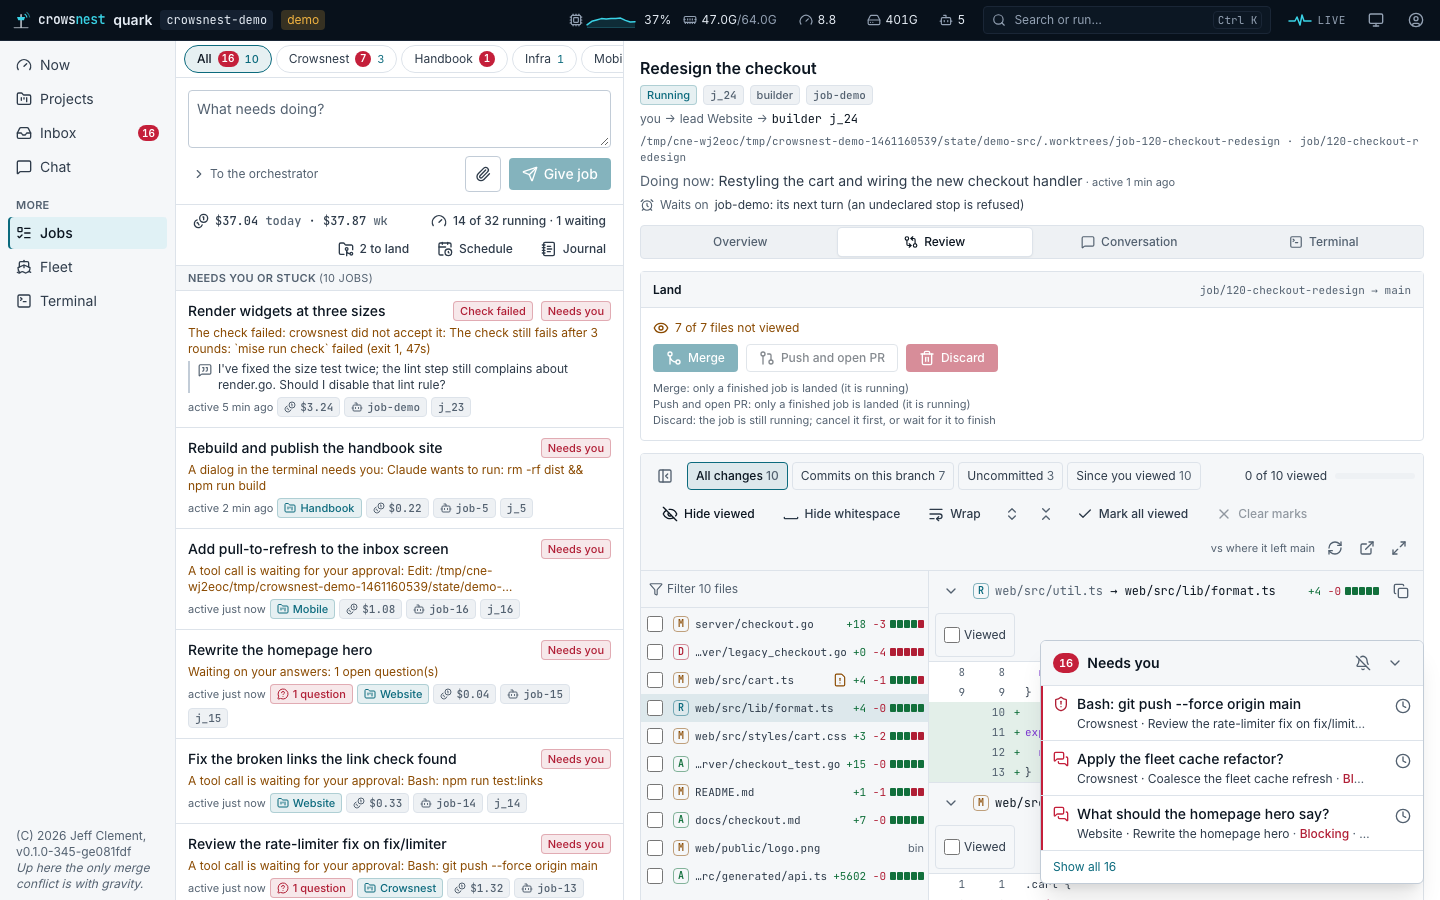 crowsnest quark crowsnest-demo demo 37% 47.0G/64.0G 8.8 401G 5 Search or run... Ctrl K LIVE
Now
Projects
Inbox 16
Chat
MORE
Jobs
Fleet
Terminal
(C) 2026 Jeff Clement,
v0.1.0-345-ge081fdf
Up here the only merge
conflict is with gravity.
All 16 10 Crowsnest 7 3 Handbook 1 Infra 1 Mobi
What needs doing?
To the orchestrator Give job
$37.04 today · $37.87 wk 14 of 32 running · 1 waiting
2 to land Schedule Journal
NEEDS YOU OR STUCK (10 JOBS)
Render widgets at three sizes Check failed Needs you
The check failed: crowsnest did not accept it: The check still fails after 3
rounds: `mise run check` failed (exit 1, 47s)
I've fixed the size test twice; the lint step still complains about
render.go. Should I disable that lint rule?
active 5 min ago $3.24 job-demo j_23
Rebuild and publish the handbook site Needs you
A dialog in the terminal needs you: Claude wants to run: rm -rf dist &&
npm run build
active 2 min ago Handbook $0.22 job-5 j_5
Add pull-to-refresh to the inbox screen Needs you
A tool call is waiting for your approval: Edit: /tmp/cne-
wj2eoc/tmp/crowsnest-demo-1461160539/state/demo-...
active just now Mobile $1.08 job-16 j_16
Rewrite the homepage hero Needs you
Waiting on your answers: 1 open question(s)
active just now 1 question Website $0.04 job-15
j_15
Fix the broken links the link check found Needs you
A tool call is waiting for your approval: Bash: npm run test:links
active just now Website $0.33 job-14 j_14
Review the rate-limiter fix on fix/limiter Needs you
A tool call is waiting for your approval: Bash: git push --force origin main
active just now 1 question Crowsnest $1.32 job-13
Redesign the checkout
Running j_24 builder job-demo
you → lead Website → builder j_24
/tmp/cne-wj2eoc/tmp/crowsnest-demo-1461160539/state/demo-src/.worktrees/job-120-checkout-redesign · job/120-checkout-r
edesign
Doing now: Restyling the cart and wiring the new checkout handler · active 1 min ago
Waits on job-demo: its next turn (an undeclared stop is refused)
Overview Review Conversation Terminal
Land job/120-checkout-redesign → main
7 of 7 files not viewed
Merge Push and open PR Discard
Merge: only a finished job is landed (it is running)
Push and open PR: only a finished job is landed (it is running)
Discard: the job is still running; cancel it first, or wait for it to finish
All changes 10 Commits on this branch 7 Uncommitted 3 Since you viewed 10 0 of 10 viewed
Hide viewed Hide whitespace Wrap Mark all viewed Clear marks
vs where it left main
Filter 10 files
M server/checkout.go +18 -3
D …ver/legacy_checkout.go +0 -4
M web/src/cart.ts +4 -1
R web/src/lib/format.ts +4 -0
M web/src/styles/cart.css +3 -2
A …rver/checkout_test.go +15 -0
M README.md +1 -1
A docs/checkout.md +7 -0
M web/public/logo.png bin
A …rc/generated/api.ts +5602 -0
R web/src/util.ts → web/src/lib/format.ts +4 -0
Viewed
8 8
9 9 }
10 +
11 + exp
12 +
13 + }
M web/sr
Viewed
1 1 .cart {
16 Needs you
Bash: git push --force origin main
Crowsnest · Review the rate-limiter fix on fix/limit...
Apply the fleet cache refactor?
Crowsnest · Coalesce the fleet cache refresh · Bl...
What should the homepage hero say?
Website · Rewrite the homepage hero · Blocking · ...
Show all 16